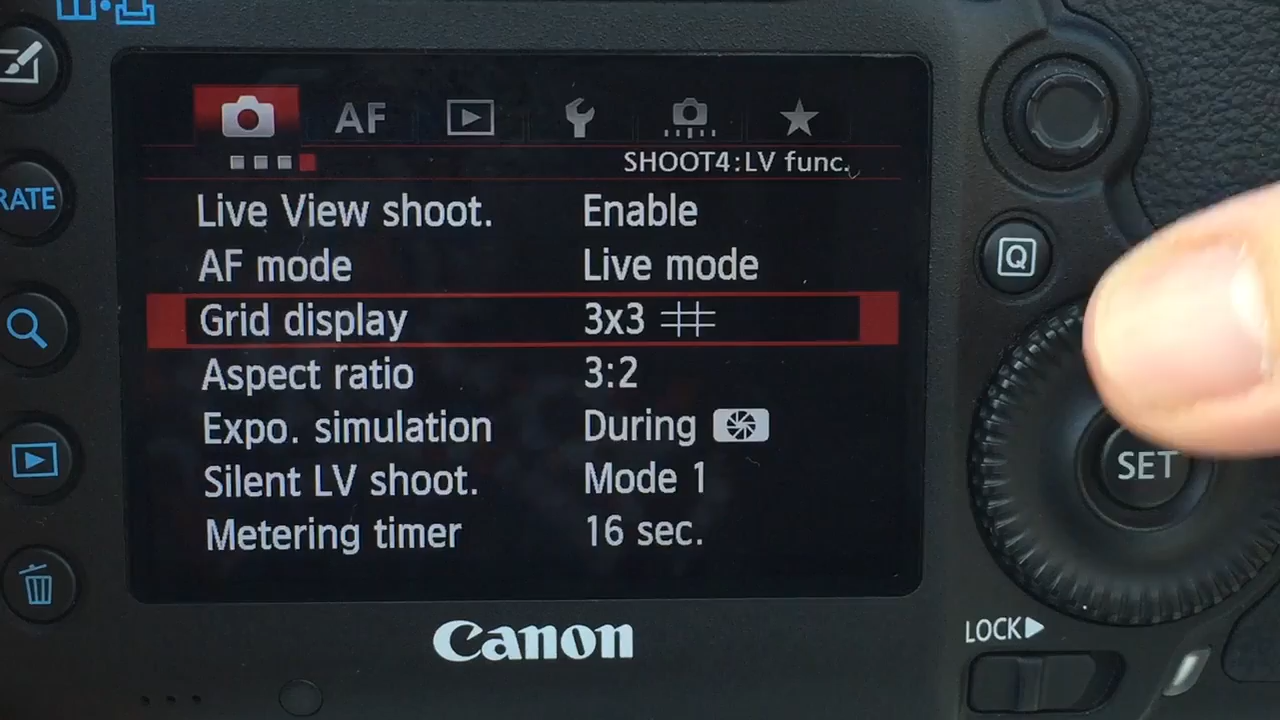 AF
SHOOT4:LV func.
RATE
Live View shoot. Enable
AF mode Live mode
Q
Grid display 3x3
Aspect ratio 3:2
Expo. simulation During
Silent LV shoot. Mode 1
SET
Metering timer 16 sec.
Canon
LOCK▶